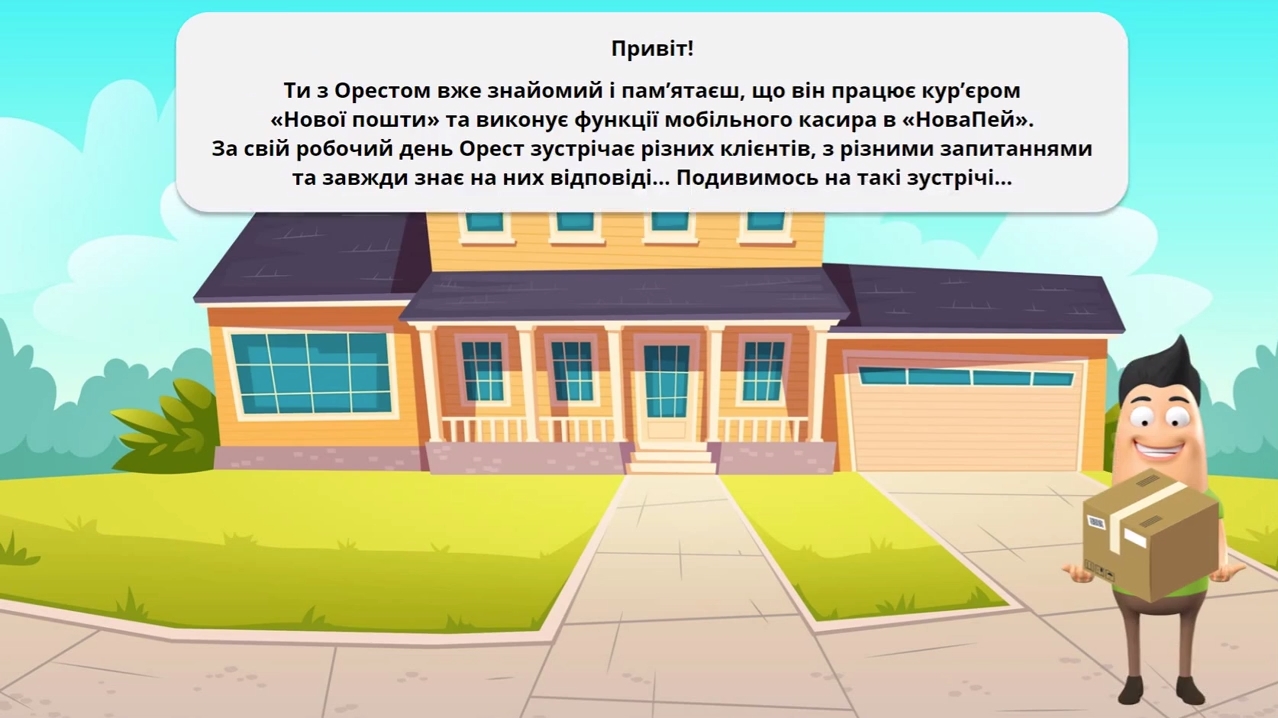 Привіт!
Ти з Орестом вже знайомий і пам’ятаєш, що він працює кур’єром
«Нової пошти» та виконує функції мобільного касира в «НоваПей».
За свій робочий день Орест зустрічає різних клієнтів, з різними запитаннями
та завжди знає на них відповіді... Подивимось на такі зустрічі...